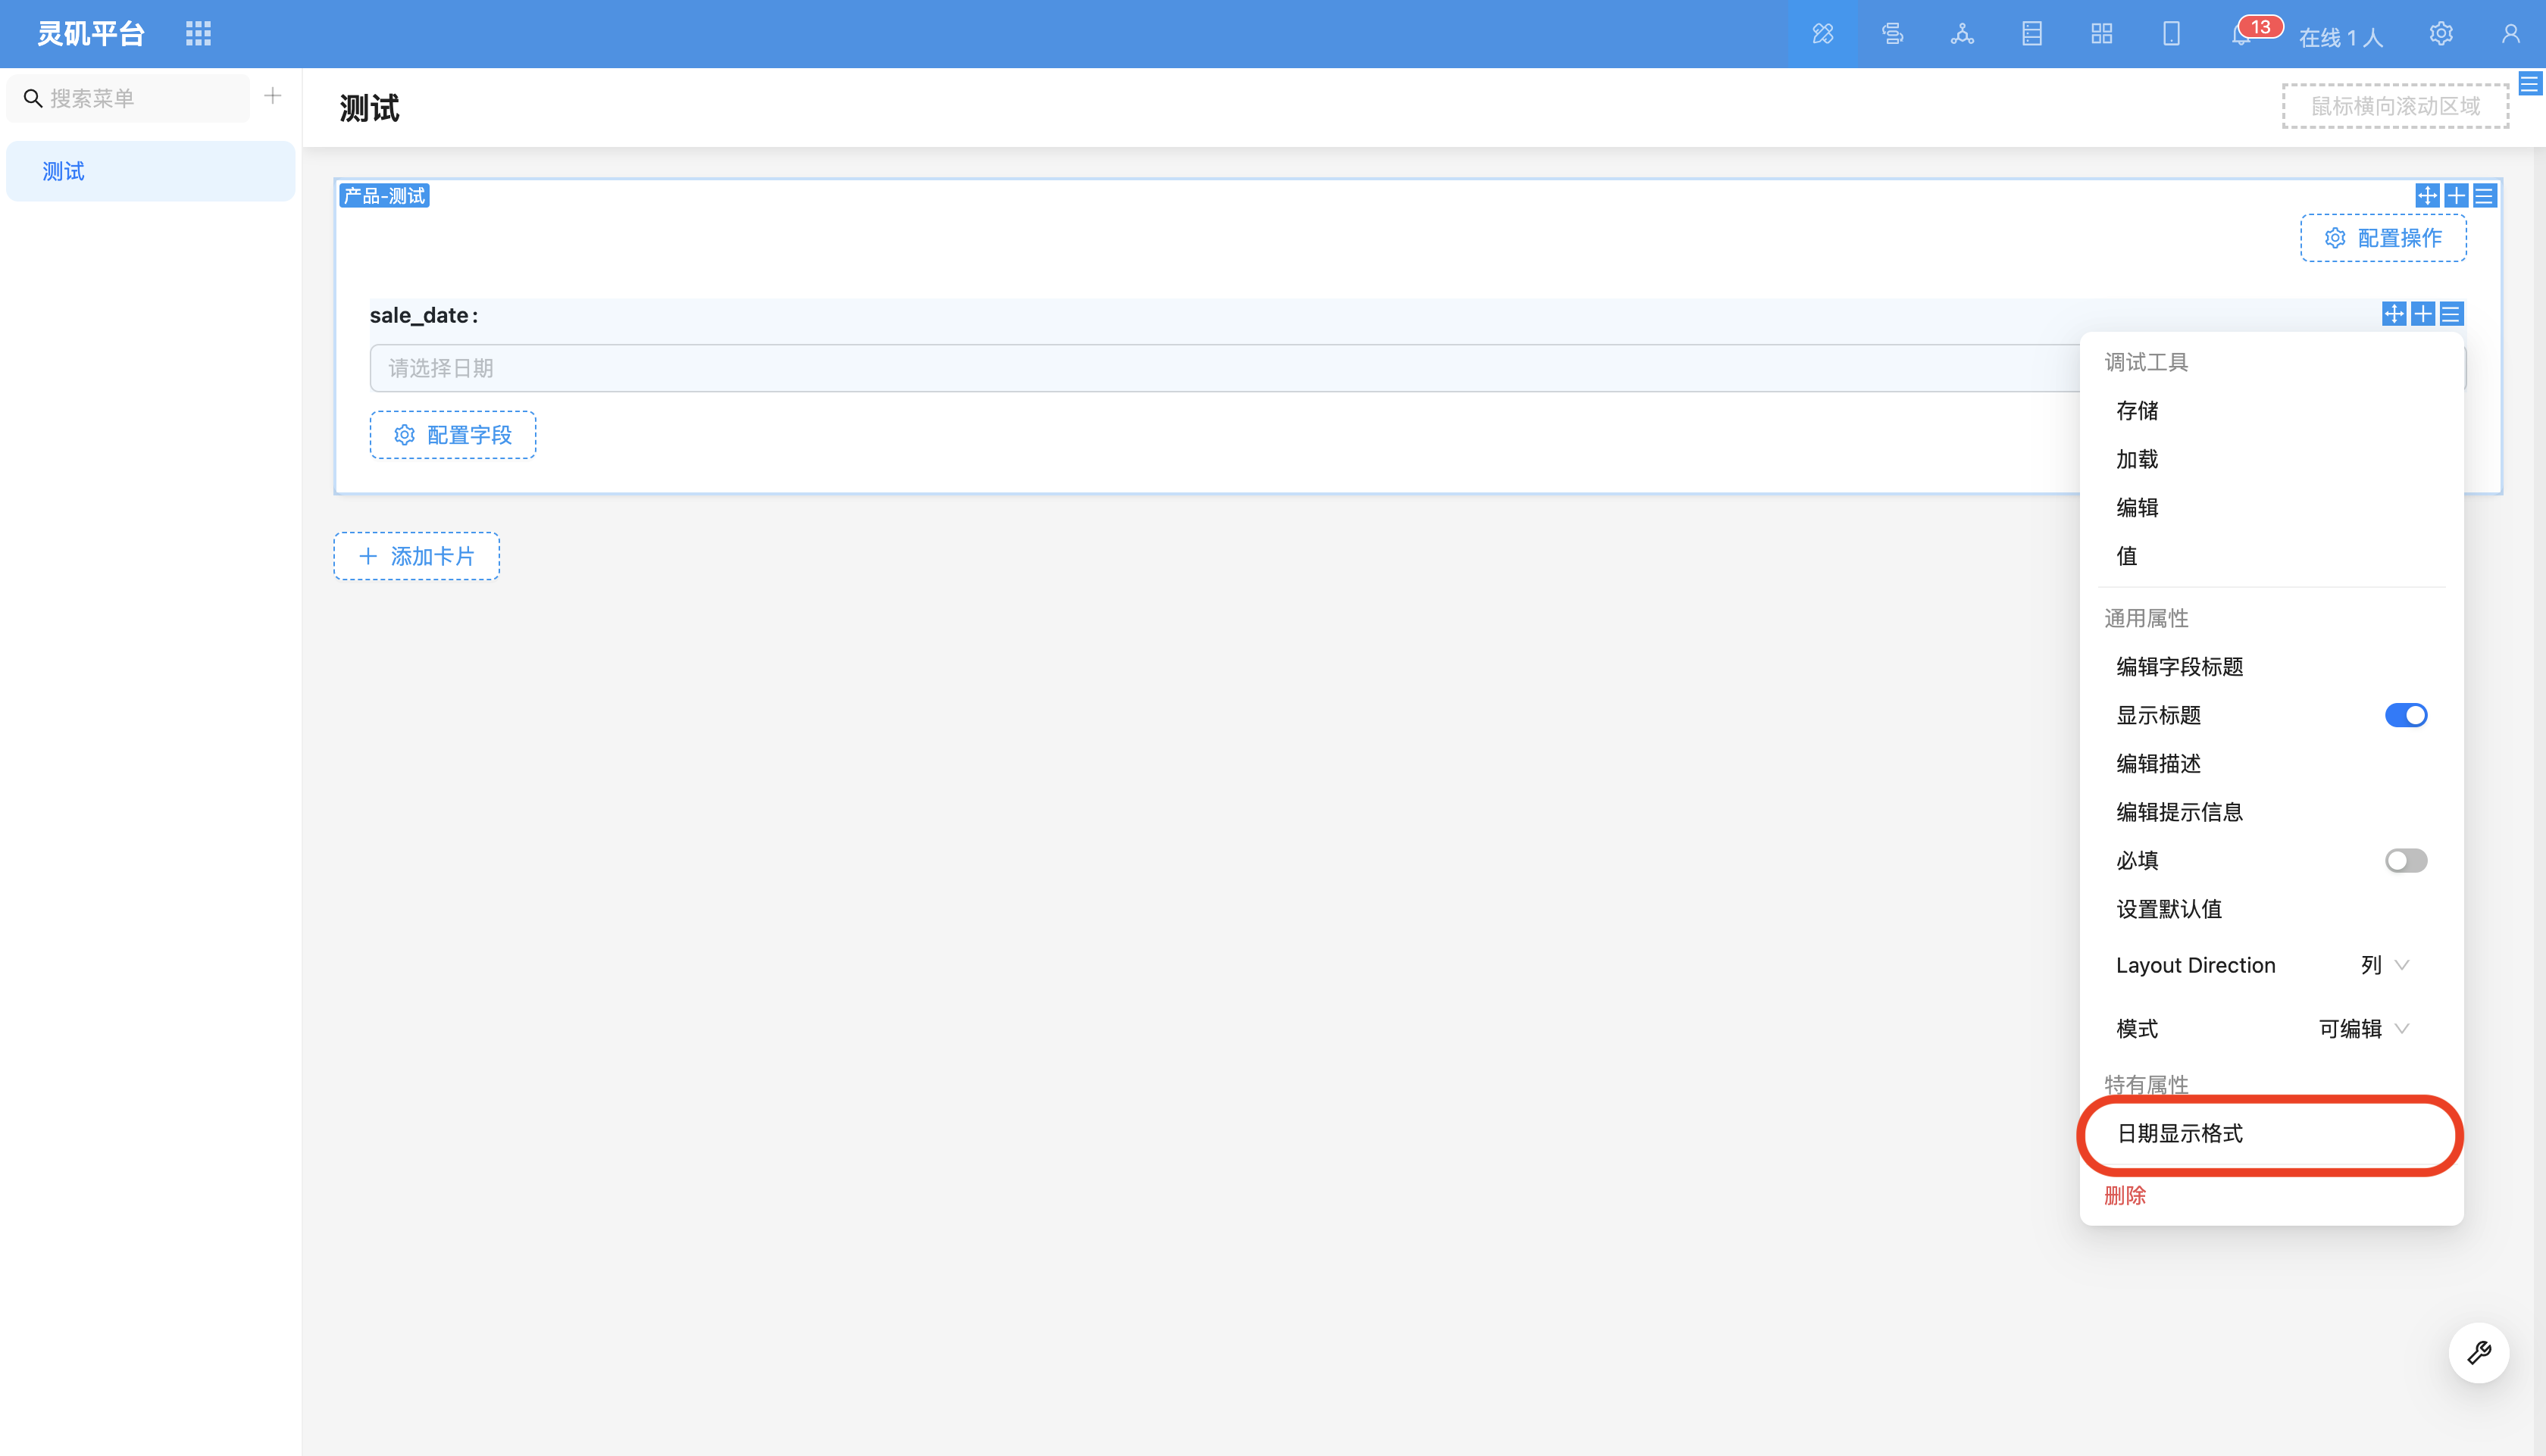 灵矶平台
13
在线 1 人
搜索菜单
测试
测试
鼠标横向滚动区域
产品-测试
配置操作
sale_date :
请选择日期
配置字段
添加卡片
调试工具
存储
加载
编辑
值
通用属性
编辑字段标题
显示标题
编辑描述
编辑提示信息
必填
设置默认值
Layout Direction 列
模式 可编辑
特有属性
日期显示格式
删除